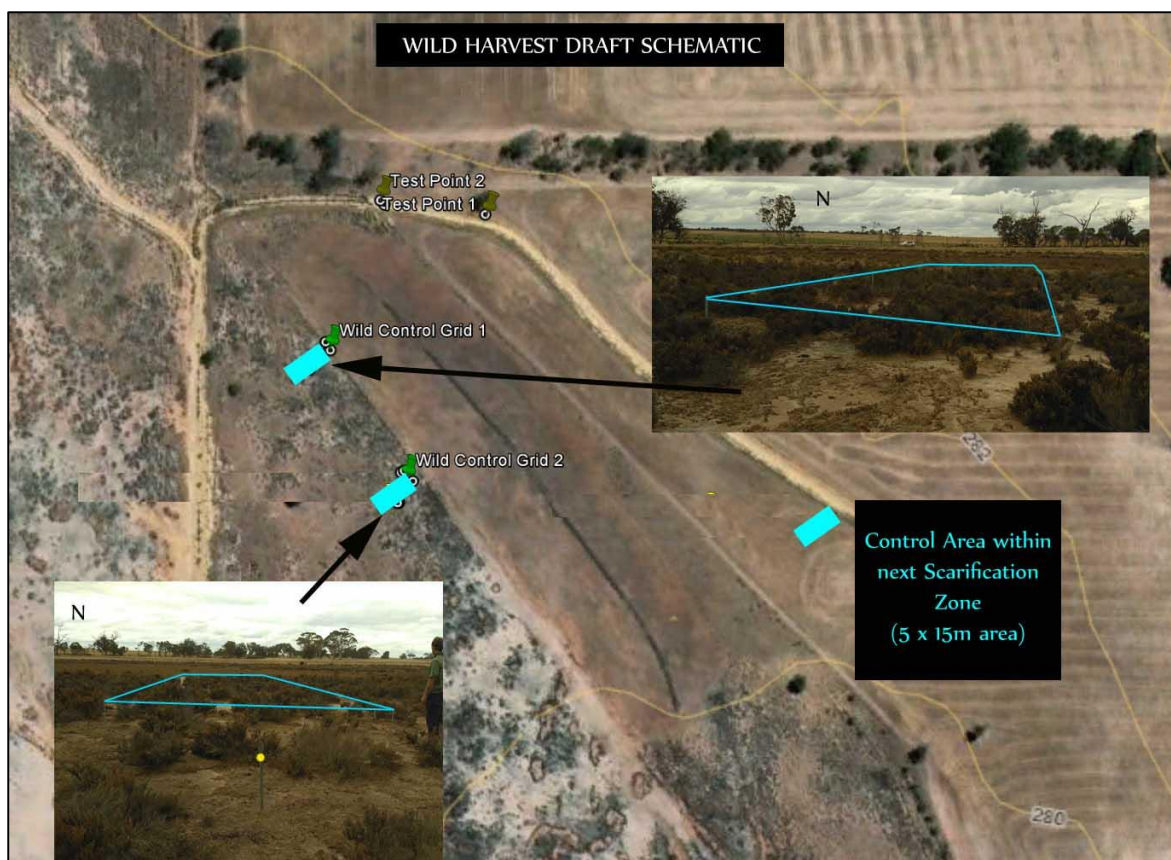 WILD HARVEST DRAFT SCHEMATIC
Test Point 2
Test Point 1
N
Wild Control Grid 1
Wild Control Grid 2
282
Control Area within
next Scarification
Zone
(5 x 15m area)
N
280